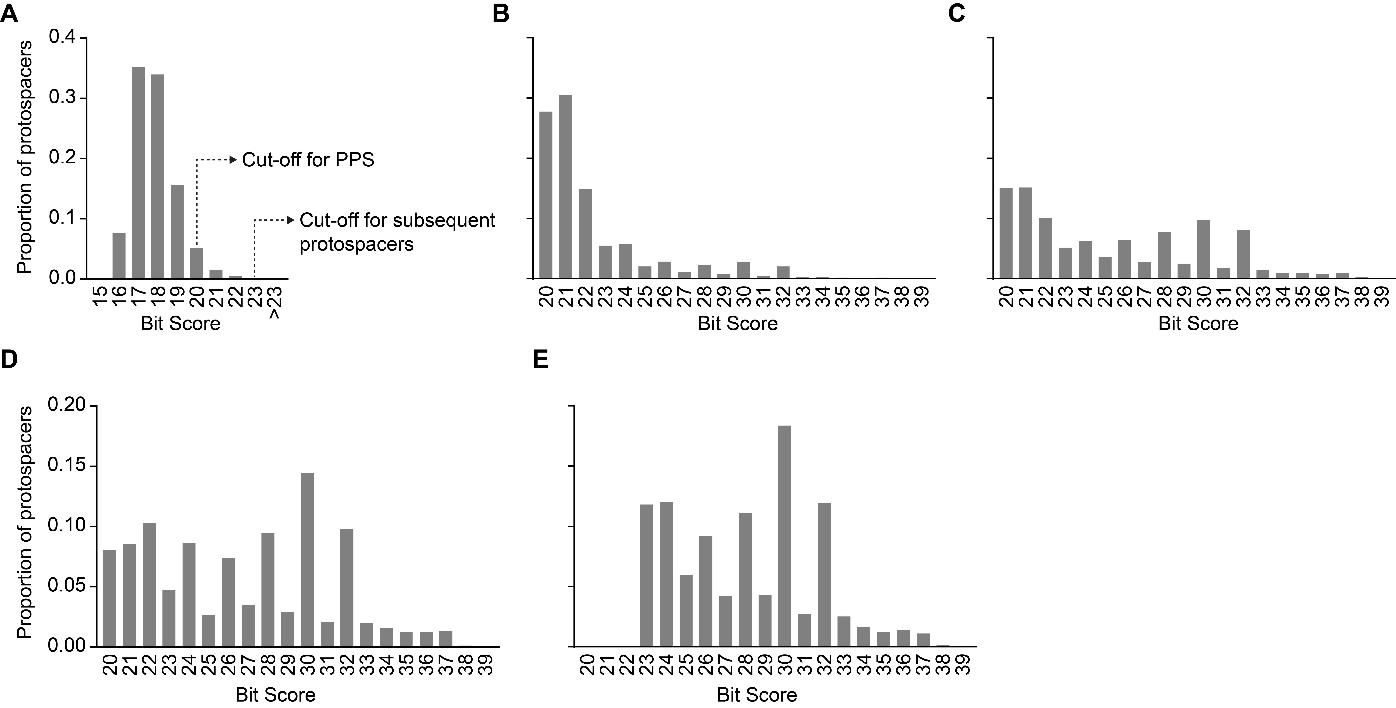 A
Proportion of protospacers
0.4
0.3
0.2
0.1
0.0
Cut-off for PPS
Cut-off for subsequent
protospacers
15 16 17 18 19 20 21 22 23 >23
Bit Score
B
20 21 22 23 24 25 26 27 28 29 30 31 32 33 34 35 36 37 38 39
Bit Score
C
20 21 22 23 24 25 26 27 28 29 30 31 32 33 34 35 36 37 38 39
Bit Score
D
Proportion of protospacers
0.20
0.15
0.10
0.05
0.00
20 21 22 23 24 25 26 27 28 29 30 31 32 33 34 35 36 37 38 39
Bit Score
E
20 21 22 23 24 25 26 27 28 29 30 31 32 33 34 35 36 37 38 39
Bit Score